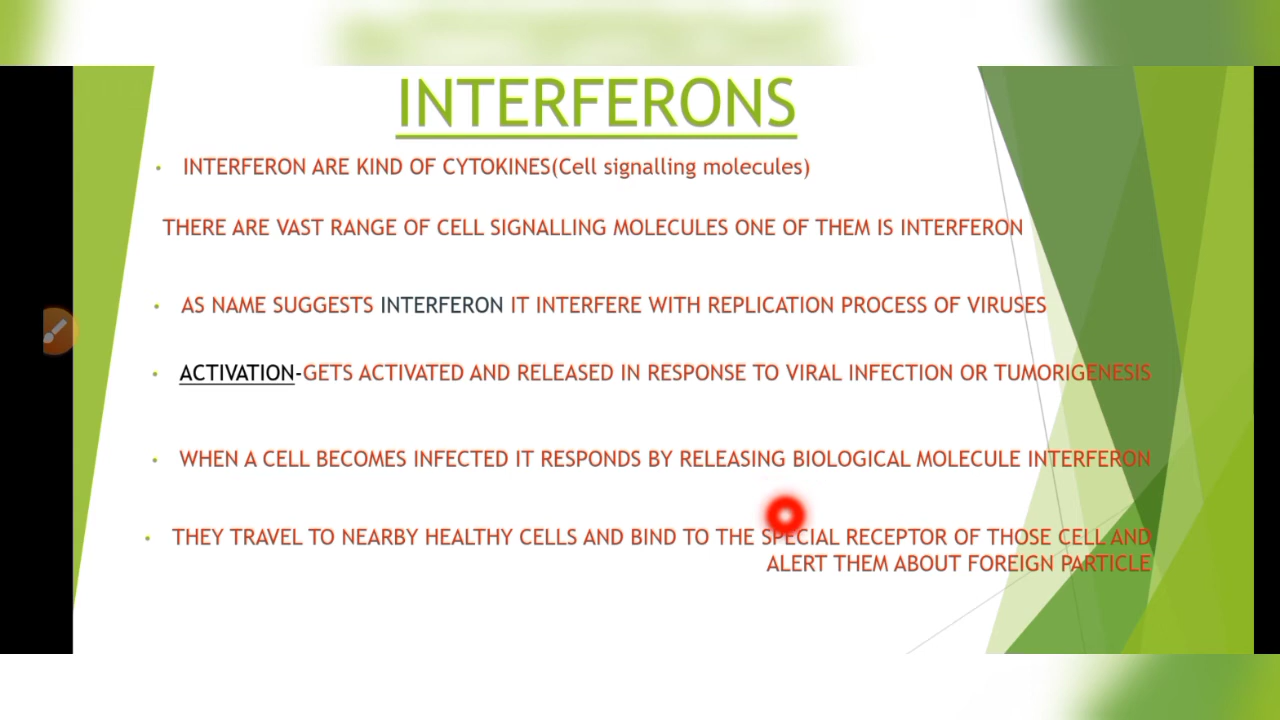 INTERFERONS
• INTERFERON ARE KIND OF CYTOKINES(Cell signalling molecules)
THERE ARE VAST RANGE OF CELL SIGNALLING MOLECULES ONE OF THEM IS INTERFERON
• AS NAME SUGGESTS INTERFERON IT INTERFERE WITH REPLICATION PROCESS OF VIRUSES
• ACTIVATION-GETS ACTIVATED AND RELEASED IN RESPONSE TO VIRAL INFECTION OR TUMORIGENESIS
• WHEN A CELL BECOMES INFECTED IT RESPONDS BY RELEASING BIOLOGICAL MOLECULE INTERFERON
• THEY TRAVEL TO NEARBY HEALTHY CELLS AND BIND TO THE SPECIAL RECEPTOR OF THOSE CELL AND
ALERT THEM ABOUT FOREIGN PARTICLE